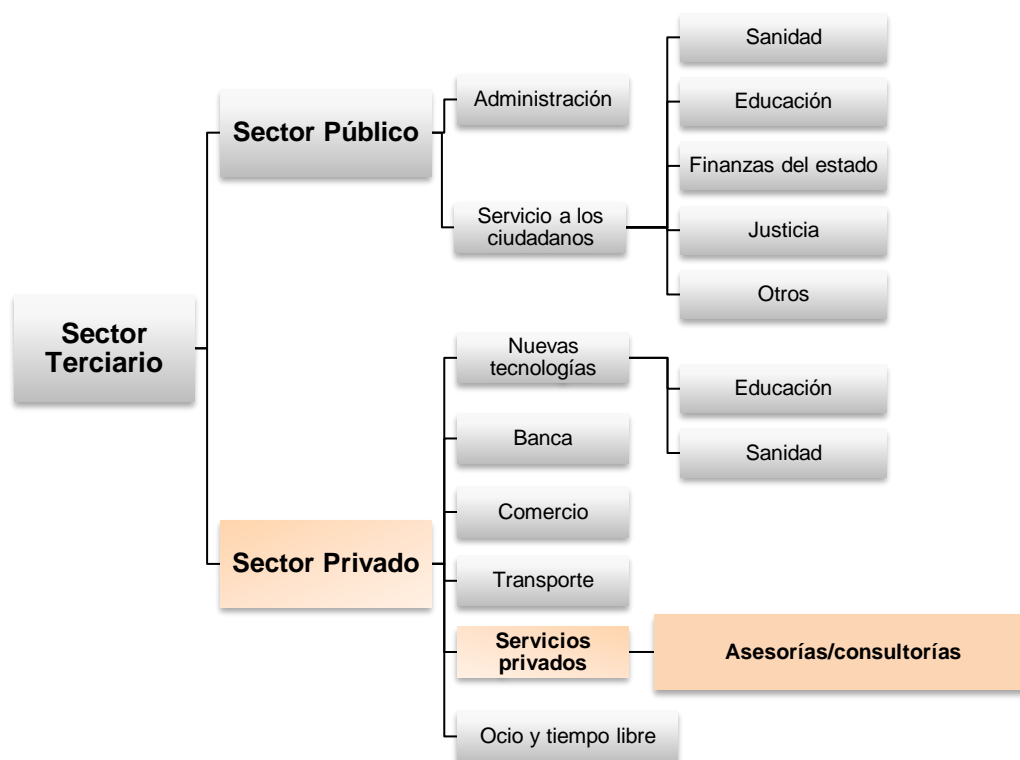 Sector
Terciario
Sector Público
Administración
Servicio a los
ciudadanos
Sanidad
Educación
Finanzas del estado
Justicia
Otros
Sector Privado
Nuevas
tecnologías
Educación
Sanidad
Banca
Comercio
Transporte
Servicios
privados
Asesorías/consultorías
Ocio y tiempo libre